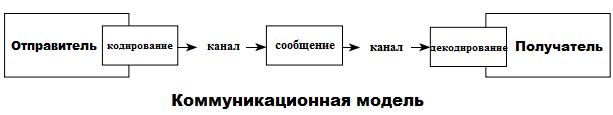 Отправитель кодирование канал сообщение канал декодирование Получатель
Коммуникационная модель